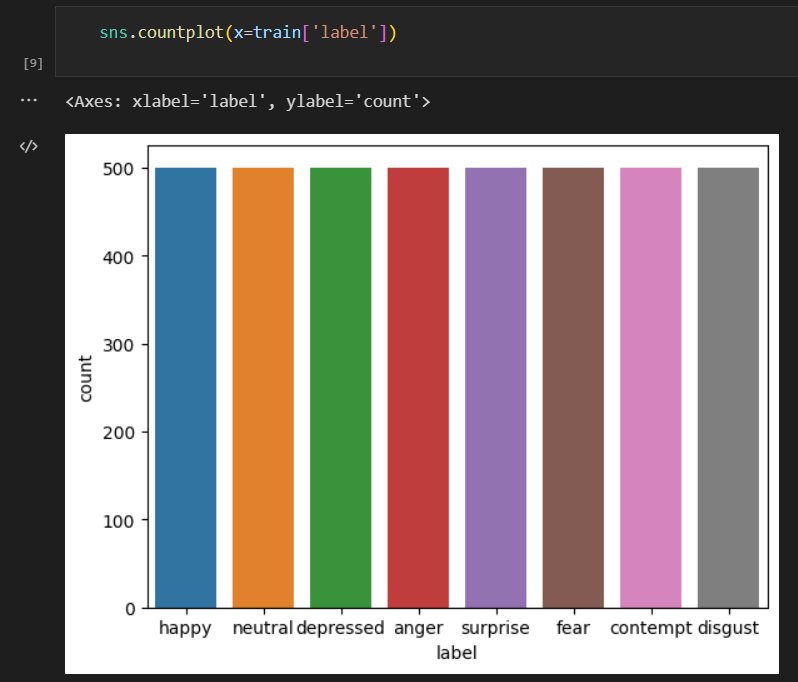 sns.countplot(x=train['label'])
[9]
... <Axes: xlabel='label', ylabel='count'>
</>
500
400
300
200
100
0
count
happy neutral depressed anger surprise fear contempt disgust
label